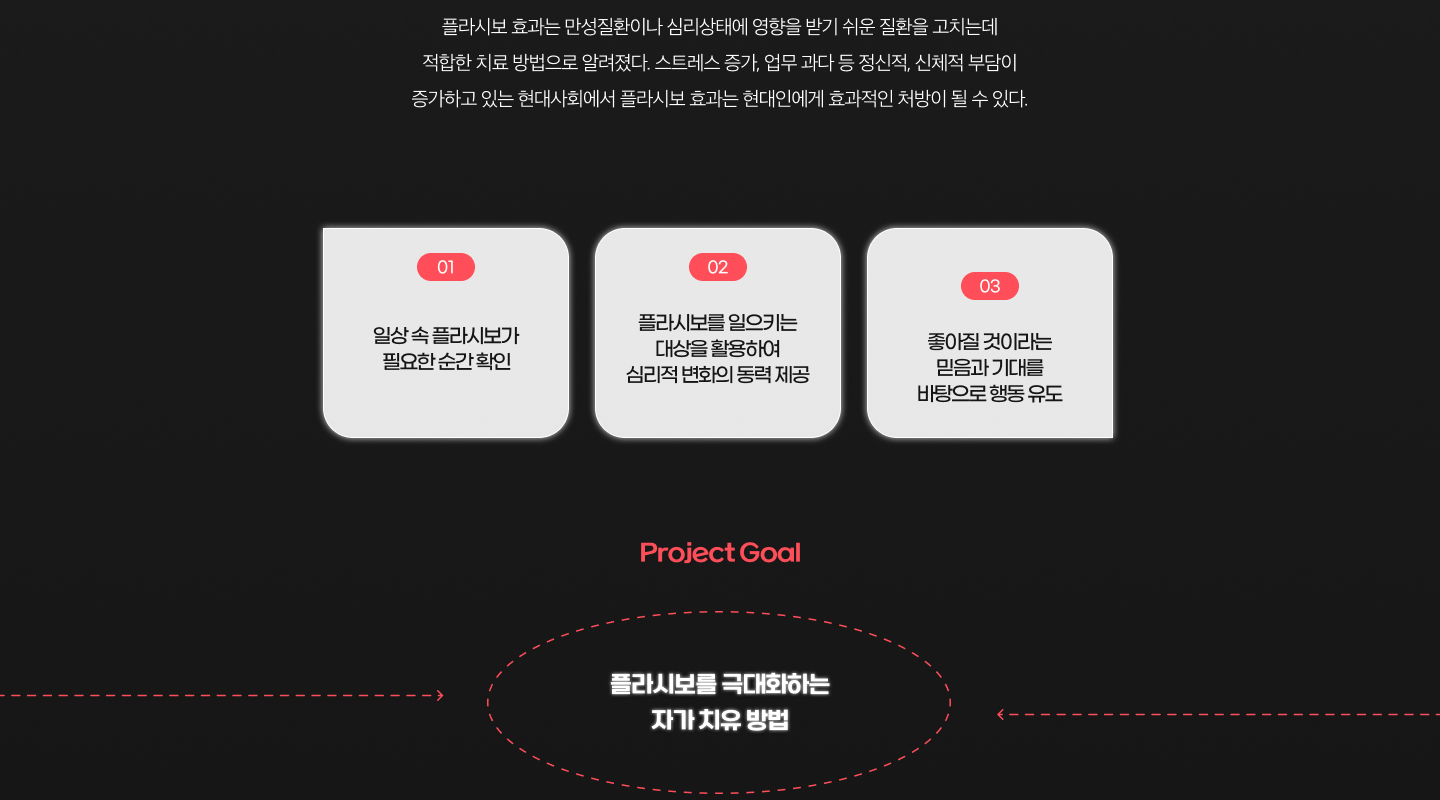 플라시보 효과는 만성질환이나 심리상태에 영향을 받기 쉬운 질환을 고치는데
적합한 치료 방법으로 알려졌다. 스트레스 증가, 업무 과다 등 정신적, 신체적 부담이
증가하고 있는 현대사회에서 플라시보 효과는 현대인에게 효과적인 처방이 될 수 있다.
01
일상 속 플라시보가
필요한 순간 확인
02
플라시보를 일으키는
대상을 활용하여
심리적 변화의 동력 제공
03
좋아질 것이라는
믿음과 기대를
바탕으로 행동 유도
Project Goal
플라시보를 극대화하는
자가 치유 방법